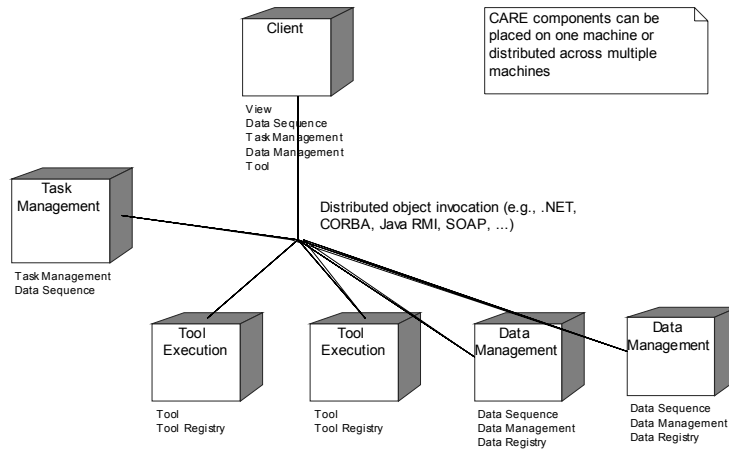 Client
View
Data Sequence
Task Management
Data Management
Tool
CARE components can be
placed on one machine or
distributed across multiple
machines
Task
Management
Task Management
Data Sequence
Distributed object invocation (e.g., .NET,
CORBA, Java RMI, SOAP, ...)
Tool
Execution
Tool
Tool Registry
Tool
Execution
Tool
Tool Registry
Data
Management
Data Sequence
Data Management
Data Registry
Data
Management
Data Sequence
Data Management
Data Registry